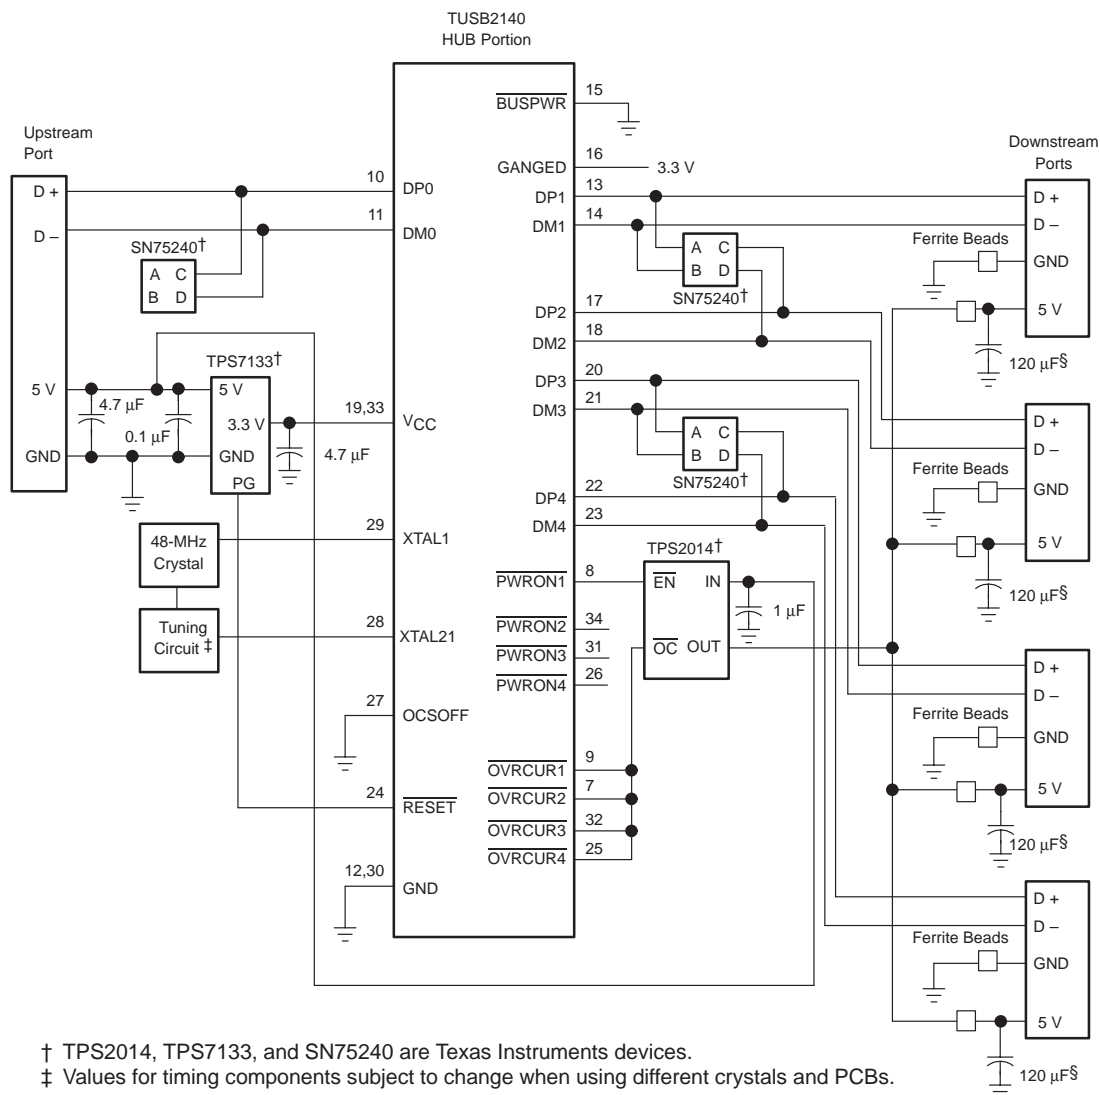 TUSB2140
HUB Portion
BUSPWR
15
Upstream
Port
D +
D –
10
DP0
11
DM0
SN75240†
A C
B D
GANGED
16
3.3 V
DP1
13
DM1
14
A C
B D
SN75240†
DP2
17
DM2
18
DP3
20
DM3
21
A C
B D
SN75240†
DP4
22
DM4
23
5 V
4.7 µF
0.1 µF
GND
TPS7133†
5 V
3.3 V
GND
PG
4.7 µF
19,33
VCC
48-MHz
Crystal
29
XTAL1
Tuning
Circuit ‡
28
XTAL21
27
OCSOFF
24
RESET
12,30
GND
PWRON1
8
PWRON2
34
PWRON3
31
PWRON4
26
TPS2014†
EN IN
OC OUT
1 µF
OVRCUR1
9
OVRCUR2
7
OVRCUR3
32
OVRCUR4
25
Downstream
Ports
D +
D –
Ferrite Beads
GND
5 V
120 µF§
D +
D –
Ferrite Beads
GND
5 V
120 µF§
D +
D –
Ferrite Beads
GND
5 V
120 µF§
D +
D –
Ferrite Beads
GND
5 V
120 µF§
† TPS2014, TPS7133, and SN75240 are Texas Instruments devices.
‡ Values for timing components subject to change when using different crystals and PCBs.